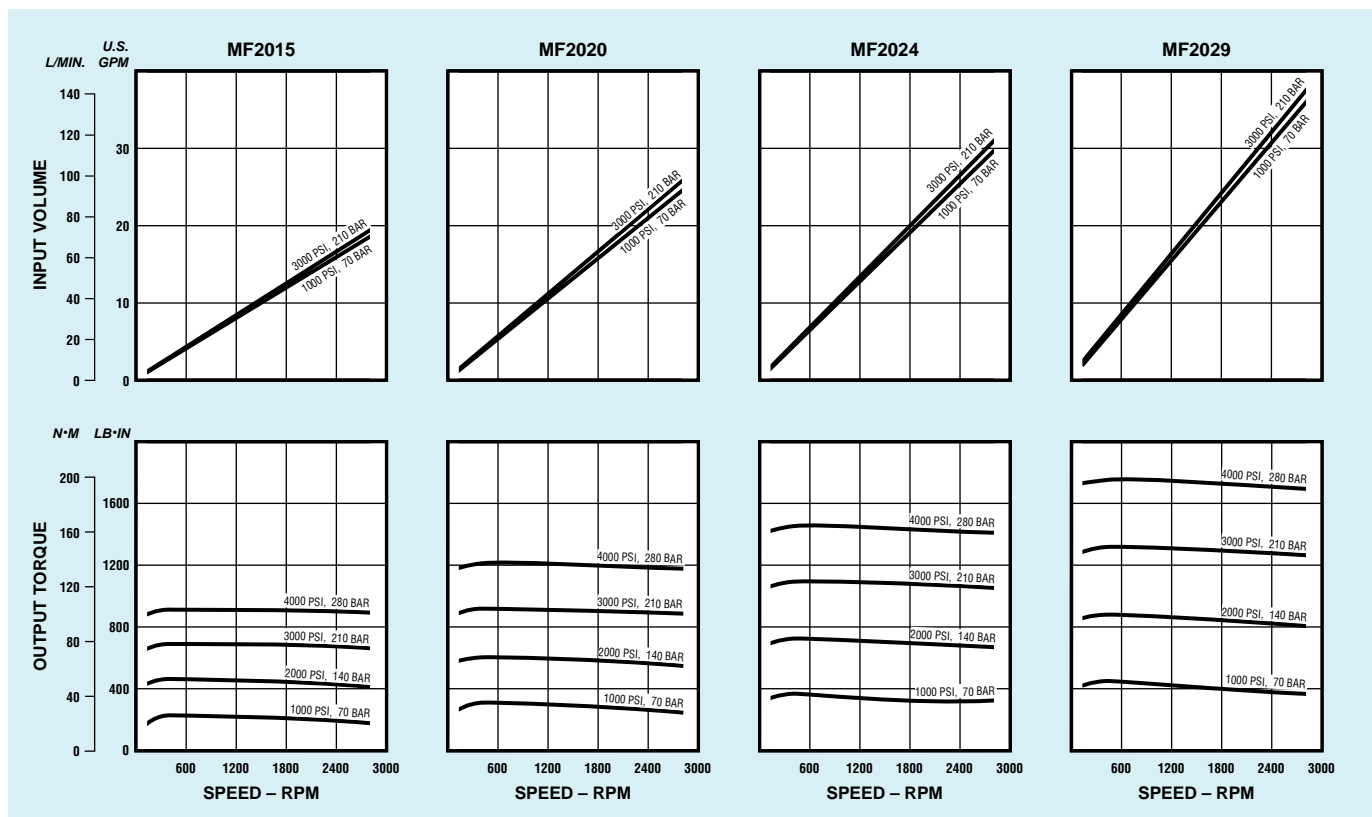 MF2015
MF2020
MF2024
MF2029
L/MIN.
U.S.
GPM
INPUT VOLUME
140
120
100
80
60
40
20
0
30
20
10
0
3000 PSI, 210 BAR
1000 PSI, 70 BAR
3000 PSI, 210 BAR
1000 PSI, 70 BAR
3000 PSI, 210 BAR
1000 PSI, 70 BAR
3000 PSI, 210 BAR
1000 PSI, 70 BAR
N•M
LB•IN
OUTPUT TORQUE
200
160
120
80
40
0
1600
1200
800
400
0
4000 PSI, 280 BAR
3000 PSI, 210 BAR
2000 PSI, 140 BAR
1000 PSI, 70 BAR
4000 PSI, 280 BAR
3000 PSI, 210 BAR
2000 PSI, 140 BAR
1000 PSI, 70 BAR
4000 PSI, 280 BAR
3000 PSI, 210 BAR
2000 PSI, 140 BAR
1000 PSI, 70 BAR
4000 PSI, 280 BAR
3000 PSI, 210 BAR
2000 PSI, 140 BAR
1000 PSI, 70 BAR
600 1200 1800 2400 3000
600 1200 1800 2400 3000
600 1200 1800 2400 3000
600 1200 1800 2400 3000
SPEED – RPM
SPEED – RPM
SPEED – RPM
SPEED – RPM